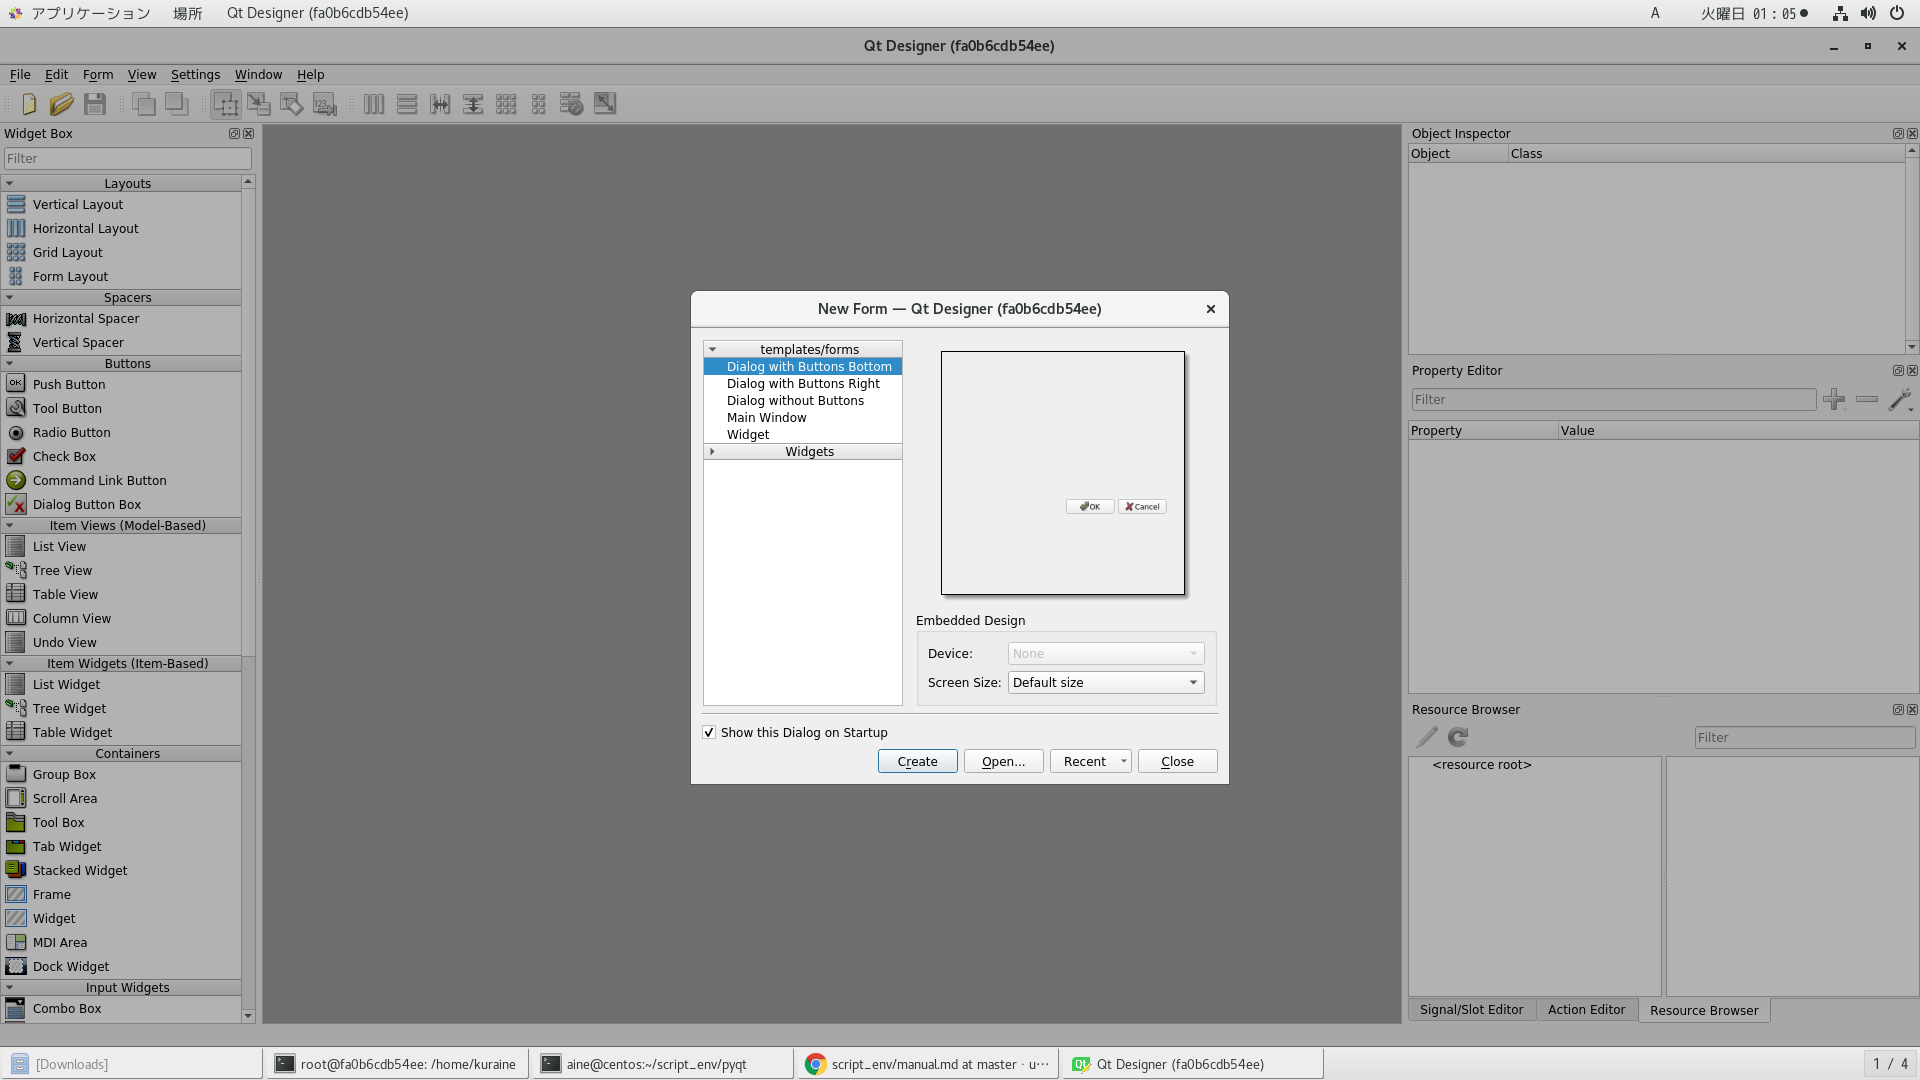 アプリケーション 場所 Qt Designer (fa0b6cdb54ee) A 火曜日 01：05
Qt Designer (fa0b6cdb54ee)
File Edit Form View Settings Window Help
Widget Box
Filter
Layouts
Vertical Layout
Horizontal Layout
Grid Layout
Form Layout
Spacers
Horizontal Spacer
Vertical Spacer
Buttons
Push Button
Tool Button
Radio Button
Check Box
Command Link Button
Dialog Button Box
Item Views (Model-Based)
List View
Tree View
Table View
Column View
Undo View
Item Widgets (Item-Based)
List Widget
Tree Widget
Table Widget
Containers
Group Box
Scroll Area
Tool Box
Tab Widget
Stacked Widget
Frame
Widget
MDI Area
Dock Widget
Input Widgets
Combo Box
New Form — Qt Designer (fa0b6cdb54ee)
templates/forms
Dialog with Buttons Bottom
Dialog with Buttons Right
Dialog without Buttons
Main Window
Widget
Widgets
OK Cancel
Embedded Design
Device: None
Screen Size: Default size
Show this Dialog on Startup
Create Open... Recent Close
Object Inspector
Object Class
Property Editor
Filter
Property Value
Resource Browser
Filter
<resource root>
Signal/Slot Editor Action Editor Resource Browser
[Downloads] root@fa0b6cdb54ee: /home/kuraine aine@centos:~/script_env/pyqt script_env/manual.md at master · u… Qt Designer (fa0b6cdb54ee) 1 / 4